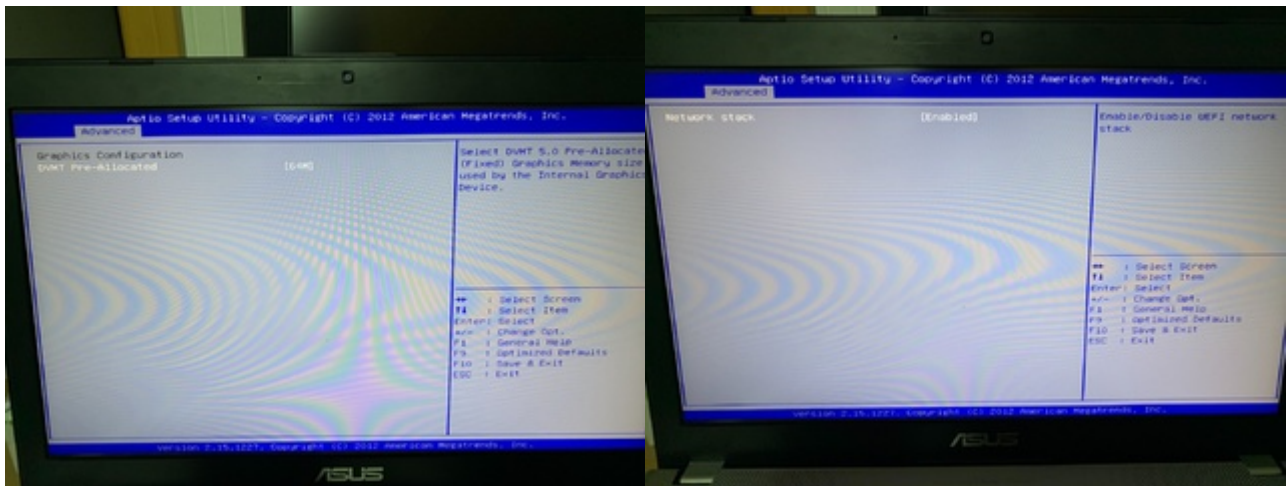 Aptio Setup Utility - Copyright (C) 2012 American Megatrends, Inc.
Advanced
Graphics Configuration
DVMT Pre-Allocated [64M]
Select DVMT 5.0 Pre-Allocated
(Fixed) Graphics Memory size
used by the Internal Graphics
Device.
↔ : Select Screen
↑↓ : Select Item
Enter: Select
+/- : Change Opt.
F1 : General Help
F9 : Optimized Defaults
F10 : Save & Exit
ESC : Exit
Version 2.15.1227. Copyright (C) 2012 American Megatrends, Inc.
ASUS
Aptio Setup Utility - Copyright (C) 2012 American Megatrends, Inc.
Advanced
Network stack [Enabled]
Enable/Disable UEFI network
stack
↔ : Select Screen
↑↓ : Select Item
Enter: Select
+/- : Change Opt.
F1 : General Help
F9 : Optimized Defaults
F10 : Save & Exit
ESC : Exit
Version 2.15.1227. Copyright (C) 2012 American Megatrends, Inc.
ASUS